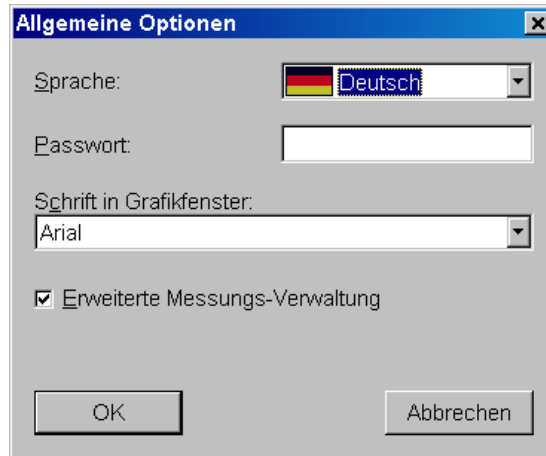 Allgemeine Optionen
Sprache:
Deutsch
Passwort:
Schrift in Grafikfenster:
Arial
Erweiterte Messungs-Verwaltung
OK
Abbrechen